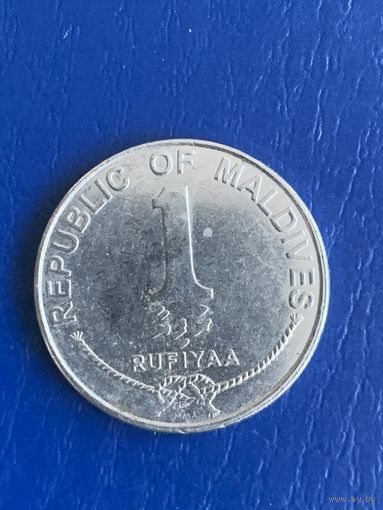 REPUBLIC OF MALDIVES
1
RUFIYAA
www.ay.by